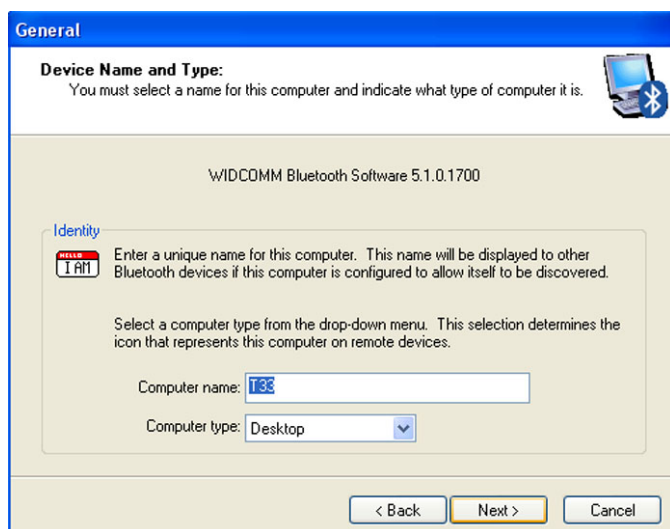 General
Device Name and Type:
You must select a name for this computer and indicate what type of computer it is.
WIDCOMM Bluetooth Software 5.1.0.1700
Identity
HELLO
I AM
Enter a unique name for this computer. This name will be displayed to other
Bluetooth devices if this computer is configured to allow itself to be discovered.
Select a computer type from the drop-down menu. This selection determines the
icon that represents this computer on remote devices.
Computer name: T33
Computer type: Desktop
< Back Next > Cancel